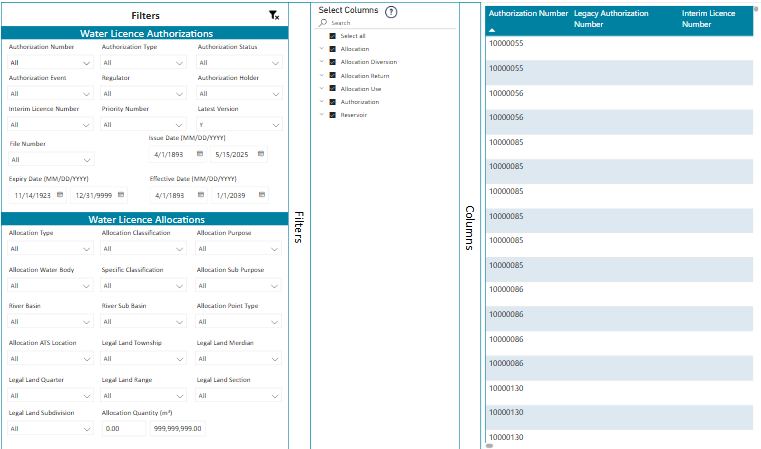 Filters
Water Licence Authorizations
Authorization Number Authorization Type Authorization Status
All All All
Authorization Event Regulator Authorization Holder
All All All
Interim Licence Number Priority Number Latest Version
All All Y
File Number Issue Date (MM/DD/YYYY)
All 4/1/1893 5/15/2025
Expiry Date (MM/DD/YYYY) Effective Date (MM/DD/YYYY)
11/14/1923 12/31/9999 4/1/1893 1/1/2039
Water Licence Allocations
Allocation Type Allocation Classification Allocation Purpose
All All All
Allocation Water Body Specific Classification Allocation Sub Purpose
All All All
River Basin River Sub Basin Allocation Point Type
All All All
Allocation ATS Location Legal Land Township Legal Land Merdian
All All All
Legal Land Quarter Legal Land Range Legal Land Section
All All All
Legal Land Subdivision Allocation Quantity (m³)
All 0.00 999,999,999.00
Filters
Select Columns ?
Search
Select all
Allocation
Allocation Diversion
Allocation Return
Allocation Use
Authorization
Reservoir
Columns
Authorization Number Legacy Authorization Number Interim Licence Number
10000055
10000055
10000056
10000056
10000085
10000085
10000085
10000085
10000085
10000085
10000086
10000086
10000086
10000086
10000130
10000130
10000130